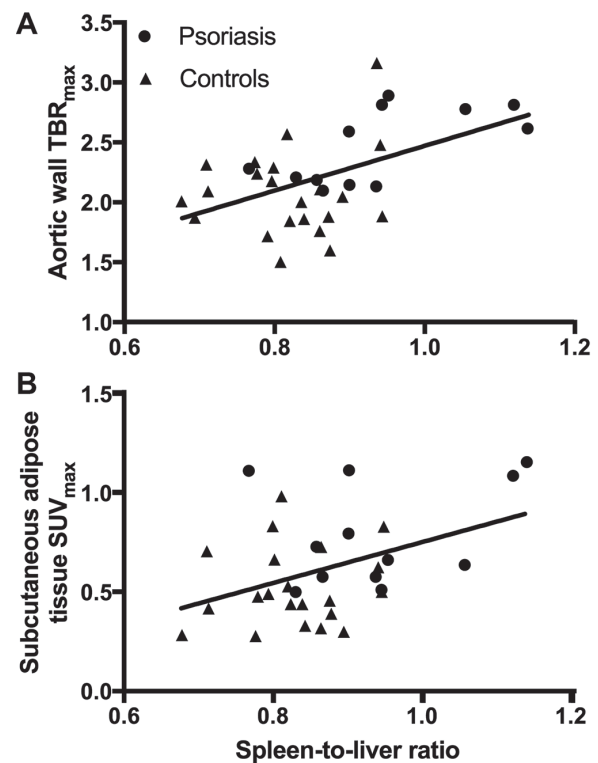 A
3.5
Psoriasis
3.0
Controls
2.5
2.0
1.5
1.0
Aortic wall TBRmax
0.6
0.8
1.0
1.2
B
1.5
1.0
0.5
0.0
Subcutaneous adipose
tissue SUVmax
0.6
0.8
1.0
1.2
Spleen-to-liver ratio